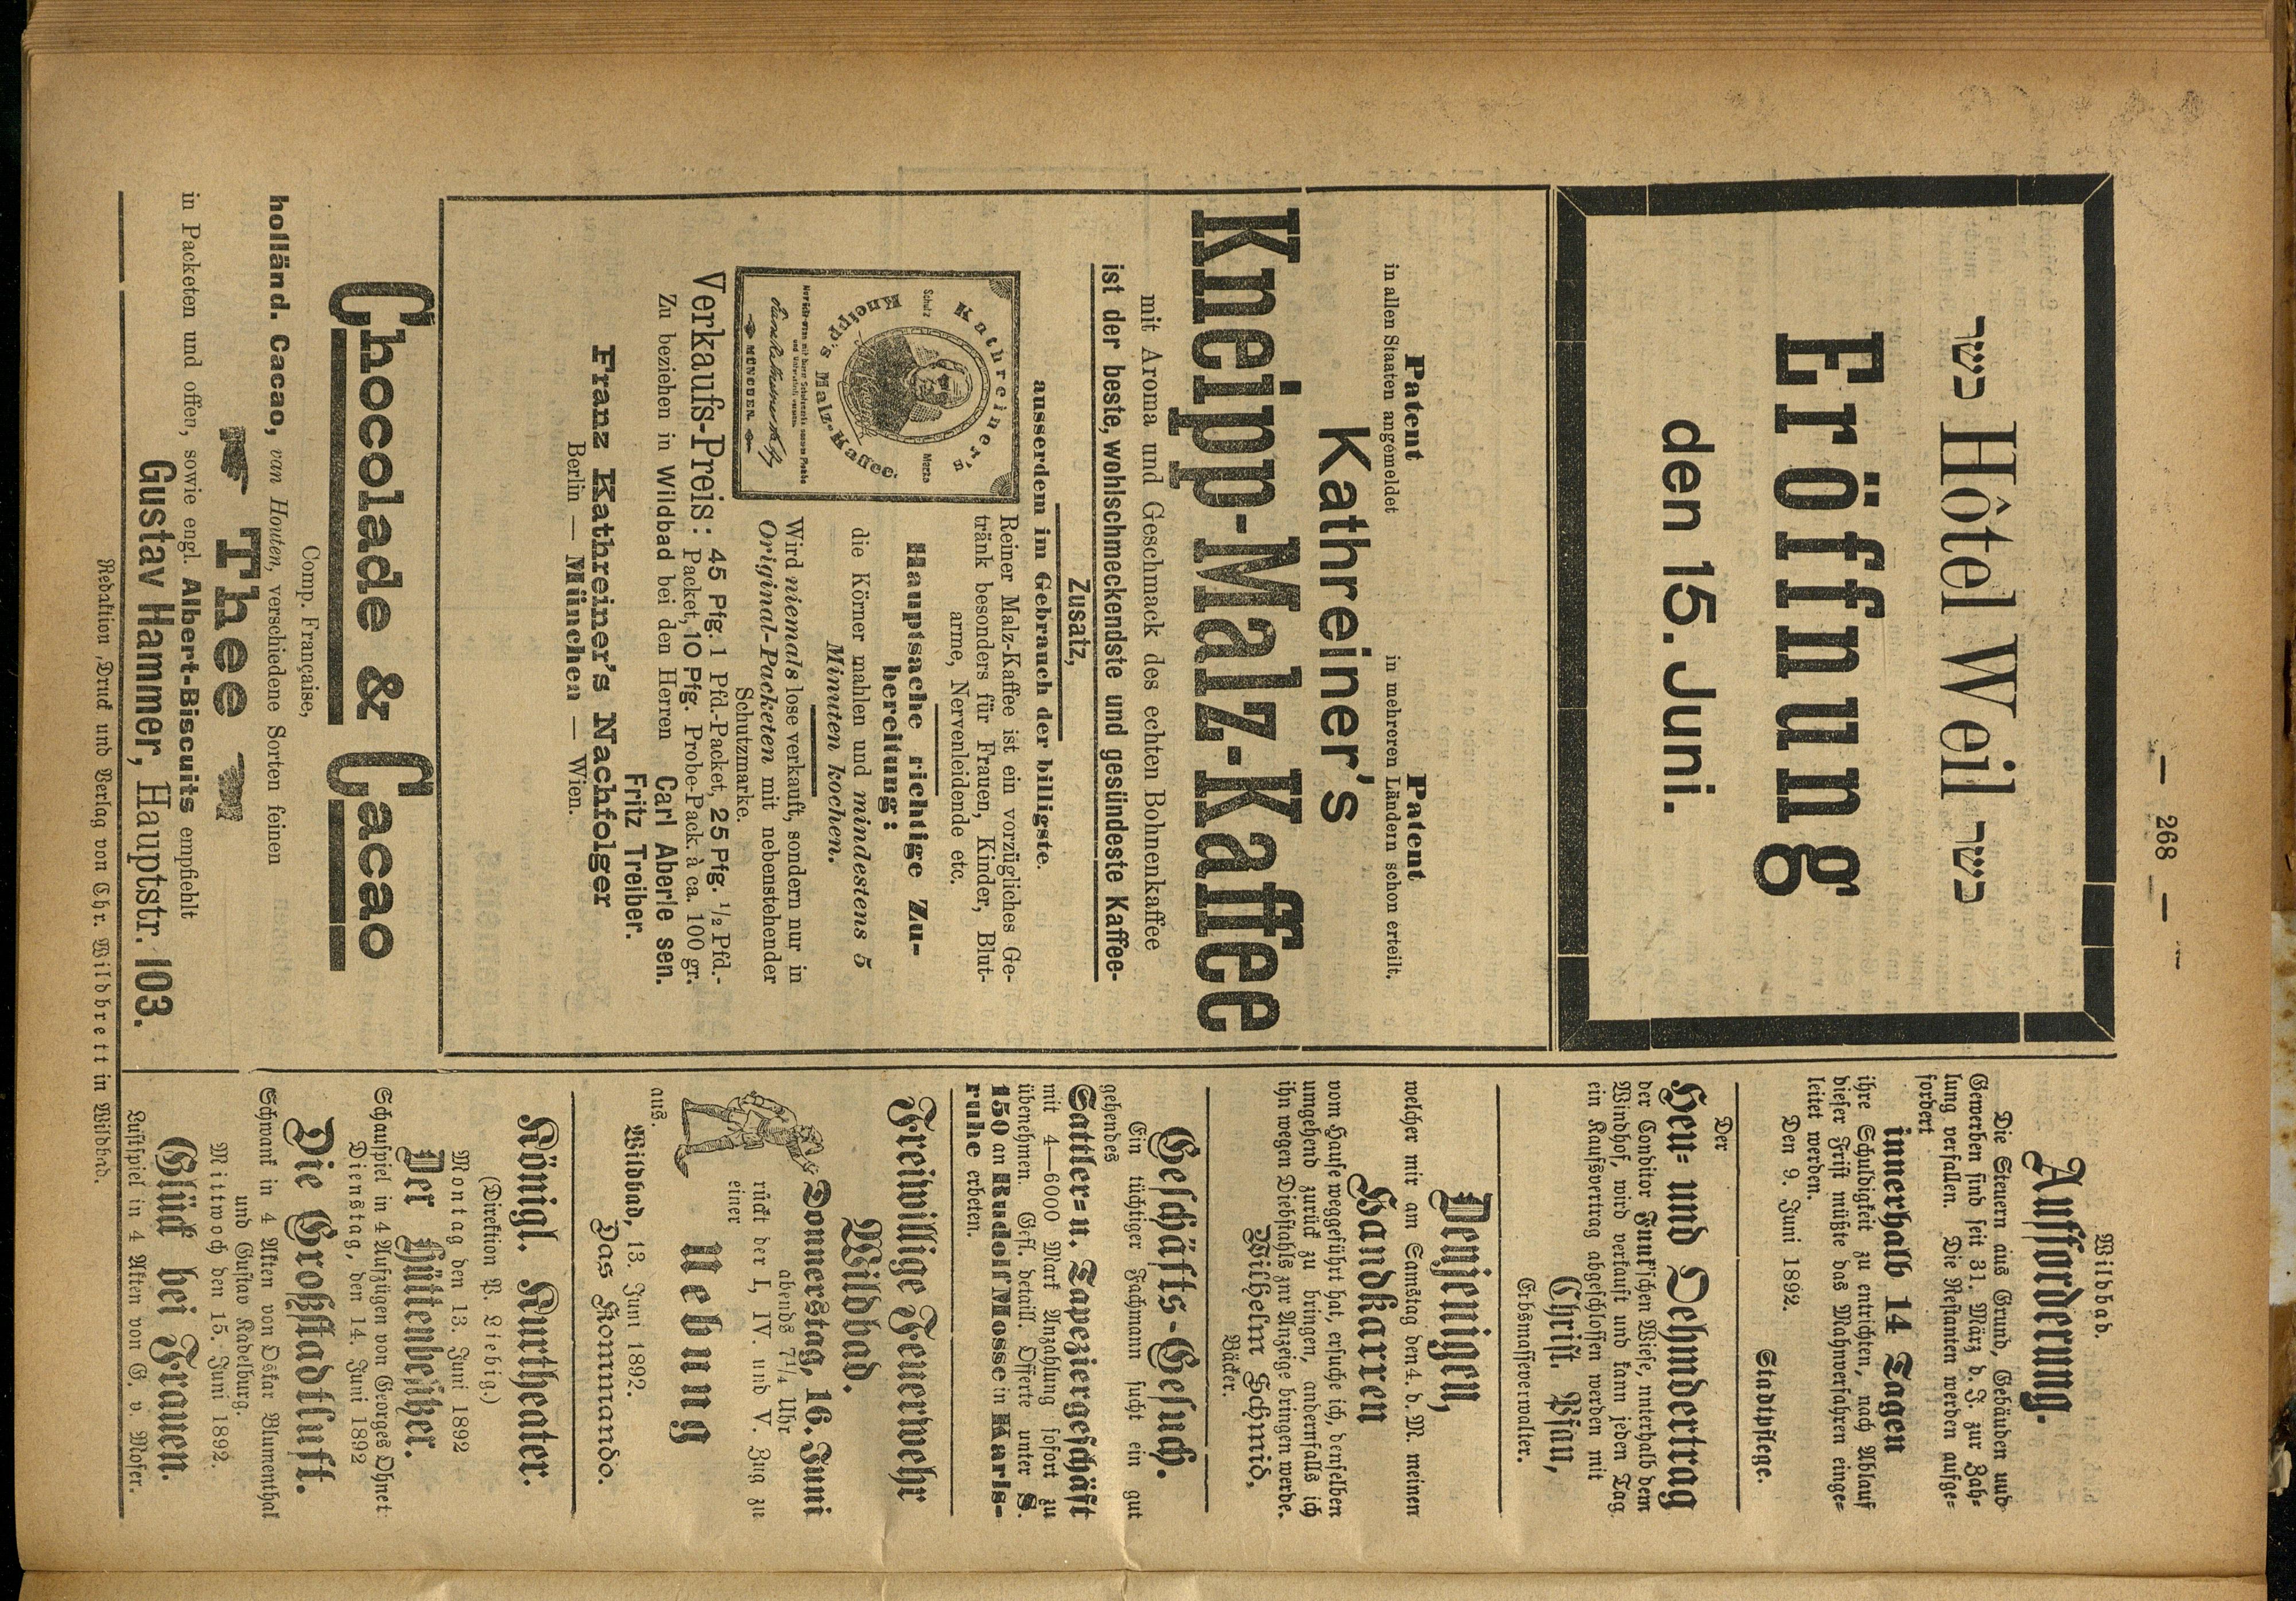 — 268 —
כשר Hôtel Weil כשר
Eröffnung
den 15. Juni.
Patent
in allen Staaten angemeldet
Patent
in mehreren Ländern schon erteilt.
Kathreiner's
Kneipp-Malz-Kaffee
mit Aroma und Geschmack des echten Bohnenkaffee
ist der beste, wohlschmeckendste und gesündeste Kaffee-
Zusatz,
ausserdem im Gebrauch der billigste.
Kathreiner's
Kneipp's Malz-Kaffee
Schutz Marke
MÜNCHEN
Reiner Malz-Kaffee ist ein vorzügliches Ge-
tränk besonders für Frauen, Kinder, Blut-
arme, Nervenleidende etc.
Hauptsache richtige Zu-
bereitung:
die Körner mahlen und mindestens 5
Minuten kochen.
Wird niemals lose verkauft, sondern nur in
Original-Packeten mit nebenstehender
Schutzmarke.
Verkaufs-Preis: 45 Pfg. 1 Pfd.-Packet, 25 Pfg. ½ Pfd.-
Packet, 10 Pfg. Probe-Pack. à ca. 100 gr.
Zu beziehen in Wildbad bei den Herren Carl Aberle sen.
Fritz Treiber.
Franz Kathreiner's Nachfolger
Berlin — München — Wien.
Chocolade & Cacao
Comp. Française,
holländ. Cacao, van Houten, verschiedene Sorten feinen
Thee
in Packeten und offen, sowie engl. Albert-Biscuits empfiehlt
Gustav Hammer, Hauptstr. 103.
Wildbad.
Aufforderung.
Die Steuern aus Grund, Gebäuden und
Gewerben sind seit 31. März d. J. zur Zah-
lung verfallen. Die Restanten werden aufge-
fordert
innerhalb 14 Tagen
ihre Schuldigkeit zu entrichten, nach Ablauf
dieser Frist müßte das Mahnverfahren einge-
leitet werden.
Den 9. Juni 1892.
Stadtpflege.
Der
Heu- und Oehmdertrag
der Conditor Funk'schen Wiese, unterhalb dem
Windhof, wird verkauft und kann jeden Tag
ein Kaufsvertrag abgeschlossen werden mit
Christ. Pfau,
Erbsmasseverwalter.
Denjenigen,
welcher mir am Samstag den 4. d. M. meinen
Handkarren
vom Hause weggeführt hat, ersuche ich, denselben
umgehend zurück zu bringen, andernfalls ich
ihn wegen Diebstahls zur Anzeige bringen werde.
Wilhelm Schmid,
Bäcker.
Geschäfts-Gesuch.
Ein tüchtiger Fachmann sucht ein gut
gehendes
Sattler- u. Tapeziergeschäft
mit 4—6000 Mark Anzahlung sofort zu
übenehmen. Gefl. detaill. Offerte unter S.
150 an Rudolf Mosse in Karls-
ruhe erbeten.
Freiwillige Feuerwehr
Wildbad.
Donnerstag, 16. Juni
abends 7¼ Uhr
rückt der I, IV. und V. Zug zu
einer
Uebung
aus.
Wildbad, 13. Juni 1892.
Das Kommando.
Königl. Kurtheater.
(Direktion P. Liebig.)
Montag den 13. Juni 1892
Der Hüttenbesitzer.
Schauspiel in 4 Aufzügen von Georges Ohnet
Dienstag, den 14. Juni 1892
Die Großstadtluft.
Schwank in 4 Akten von Oskar Blumenthal
und Gustav Kadelburg.
Mittwoch den 15. Juni 1892.
Glück bei Frauen.
Lustspiel in 4 Akten von G. v. Moser.
Redaktion, Druck und Verlag von Chr. Wildbrett in Wildbad.